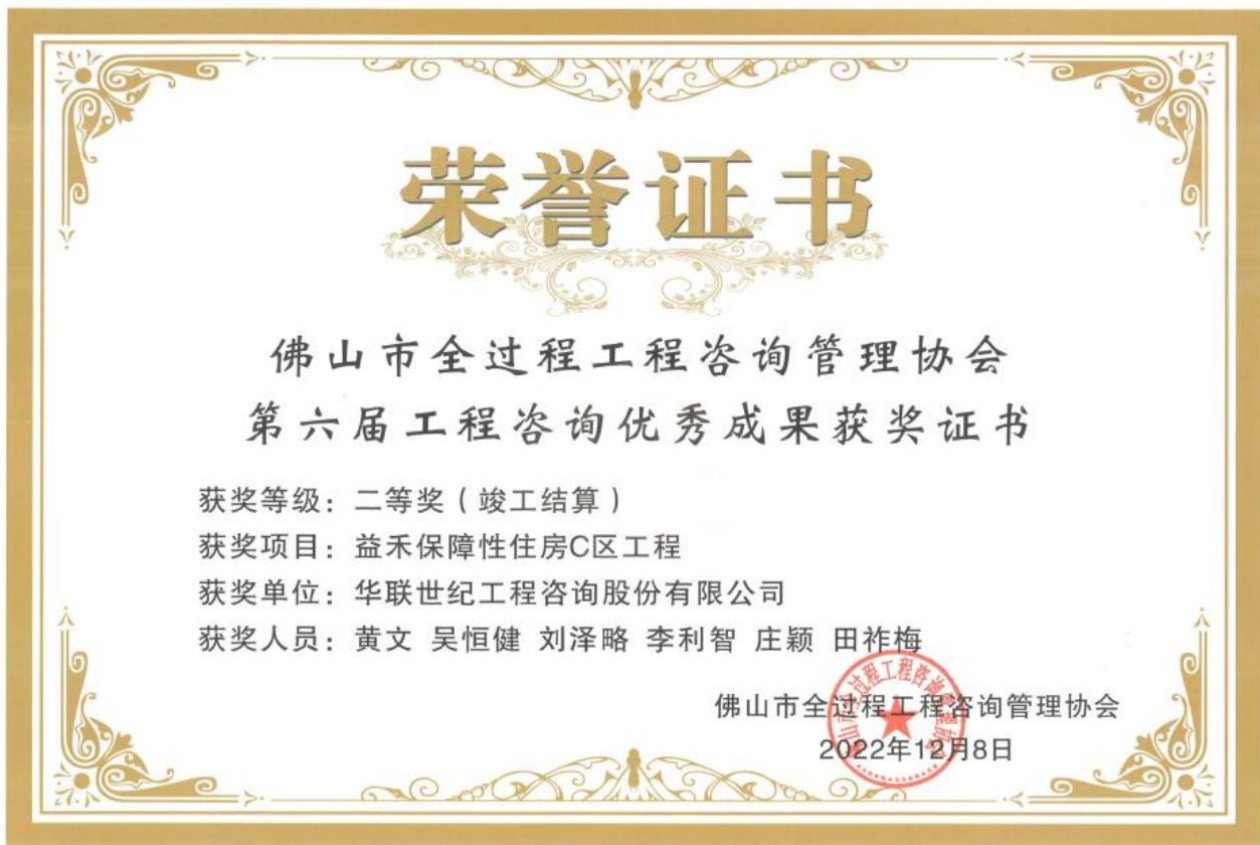 荣誉证书
佛山市全过程工程咨询管理协会
第六届工程咨询优秀成果获奖证书
获奖等级：二等奖（竣工结算）
获奖项目：益禾保障性住房C区工程
获奖单位：华联世纪工程咨询股份有限公司
获奖人员：黄文 吴恒健 刘泽略 李利智 庄颖 田祚梅
佛山市全过程工程咨询管理协会
2022年12月8日